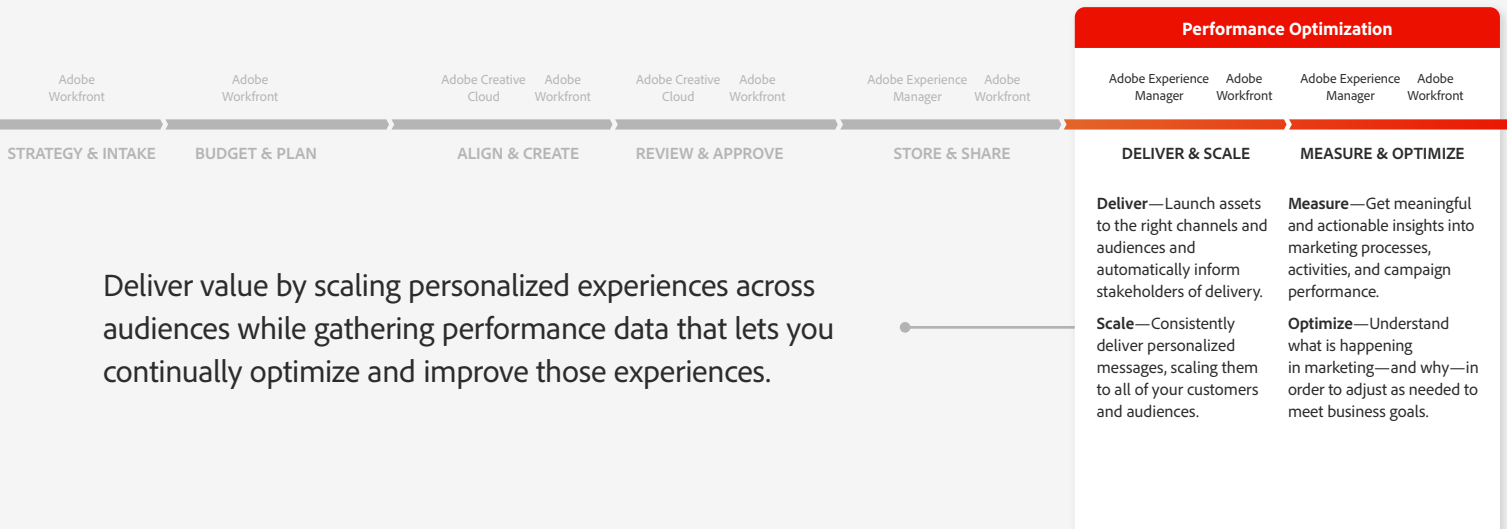 Performance Optimization
Adobe
Workfront
Adobe
Workfront
Adobe Creative
Cloud
Adobe
Workfront
Adobe Creative
Cloud
Adobe
Workfront
Adobe Experience
Manager
Adobe
Workfront
Adobe Experience
Manager
Adobe
Workfront
Adobe Experience
Manager
Adobe
Workfront
STRATEGY & INTAKE
BUDGET & PLAN
ALIGN & CREATE
REVIEW & APPROVE
STORE & SHARE
DELIVER & SCALE
MEASURE & OPTIMIZE
Deliver value by scaling personalized experiences across
audiences while gathering performance data that lets you
continually optimize and improve those experiences.
Deliver—Launch assets
to the right channels and
audiences and
automatically inform
stakeholders of delivery.
Scale—Consistently
deliver personalized
messages, scaling them
to all of your customers
and audiences.
Measure—Get meaningful
and actionable insights into
marketing processes,
activities, and campaign
performance.
Optimize—Understand
what is happening
in marketing—and why—in
order to adjust as needed to
meet business goals.